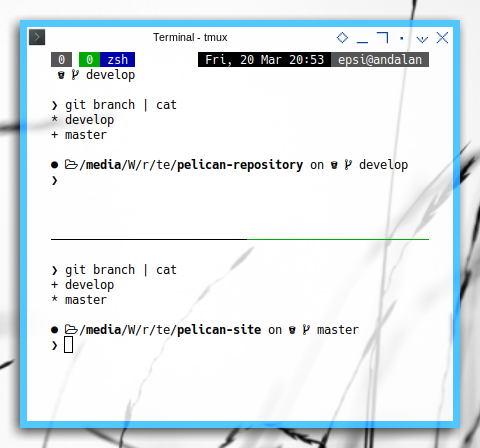 Terminal - tmux
0 0 zsh Fri, 20 Mar 20:53 epsi@andalan
develop
❯ git branch | cat
* develop
+ master
● /media/W/r/te/pelican-repository on develop
❯
❯ git branch | cat
+ develop
* master
● /media/W/r/te/pelican-site on master
❯